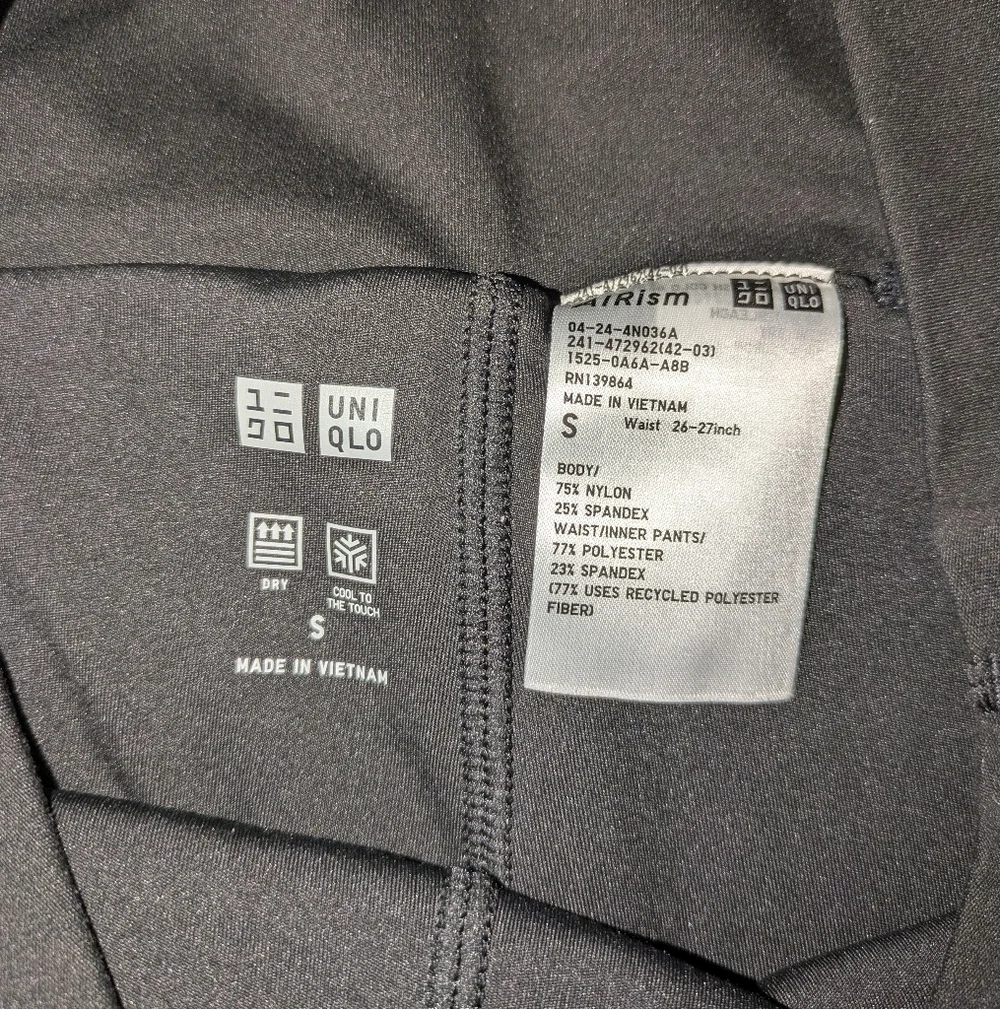 ユニ
クロ
UNI
QLO
DRY
COOL TO
THE TOUCH
S
MADE IN VIETNAM
AIRism
ユニ
クロ
UNI
QLO
04-24-4N036A
241-472962(42-03)
1525-0A6A-A8B
RN139864
MADE IN VIETNAM
S Waist 26-27inch
BODY/
75% NYLON
25% SPANDEX
WAIST/INNER PANTS/
77% POLYESTER
23% SPANDEX
(77% USES RECYCLED POLYESTER
FIBER)